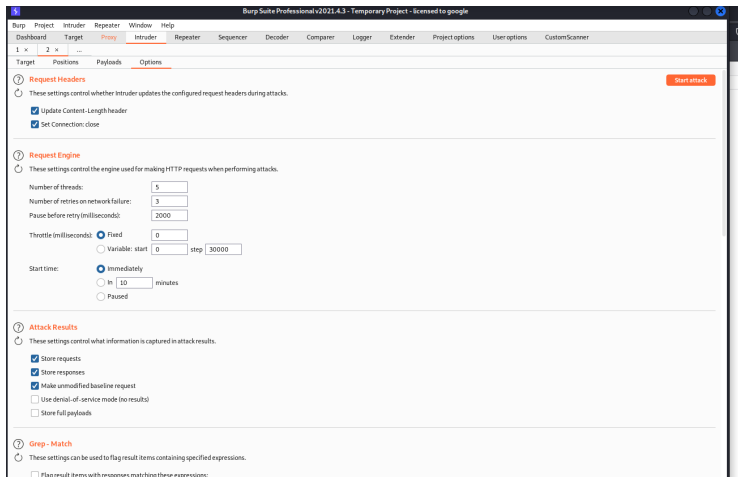 Burp Suite Professional v2021.4.3 - Temporary Project - licensed to google
Burp Project Intruder Repeater Window Help
Dashboard Target Proxy Intruder Repeater Sequencer Decoder Comparer Logger Extender Project options User options CustomScanner
1 × 2 × ...
Target Positions Payloads Options
? Request Headers
Start attack
These settings control whether Intruder updates the configured request headers during attacks.
Update Content-Length header
Set Connection: close
? Request Engine
These settings control the engine used for making HTTP requests when performing attacks.
Number of threads: 5
Number of retries on network failure: 3
Pause before retry (milliseconds): 2000
Throttle (milliseconds): Fixed 0
Variable: start 0 step 30000
Start time: Immediately
In 10 minutes
Paused
? Attack Results
These settings control what information is captured in attack results.
Store requests
Store responses
Make unmodified baseline request
Use denial-of-service mode (no results)
Store full payloads
? Grep - Match
These settings can be used to flag result items containing specified expressions.
Flag result items with responses matching these expressions: